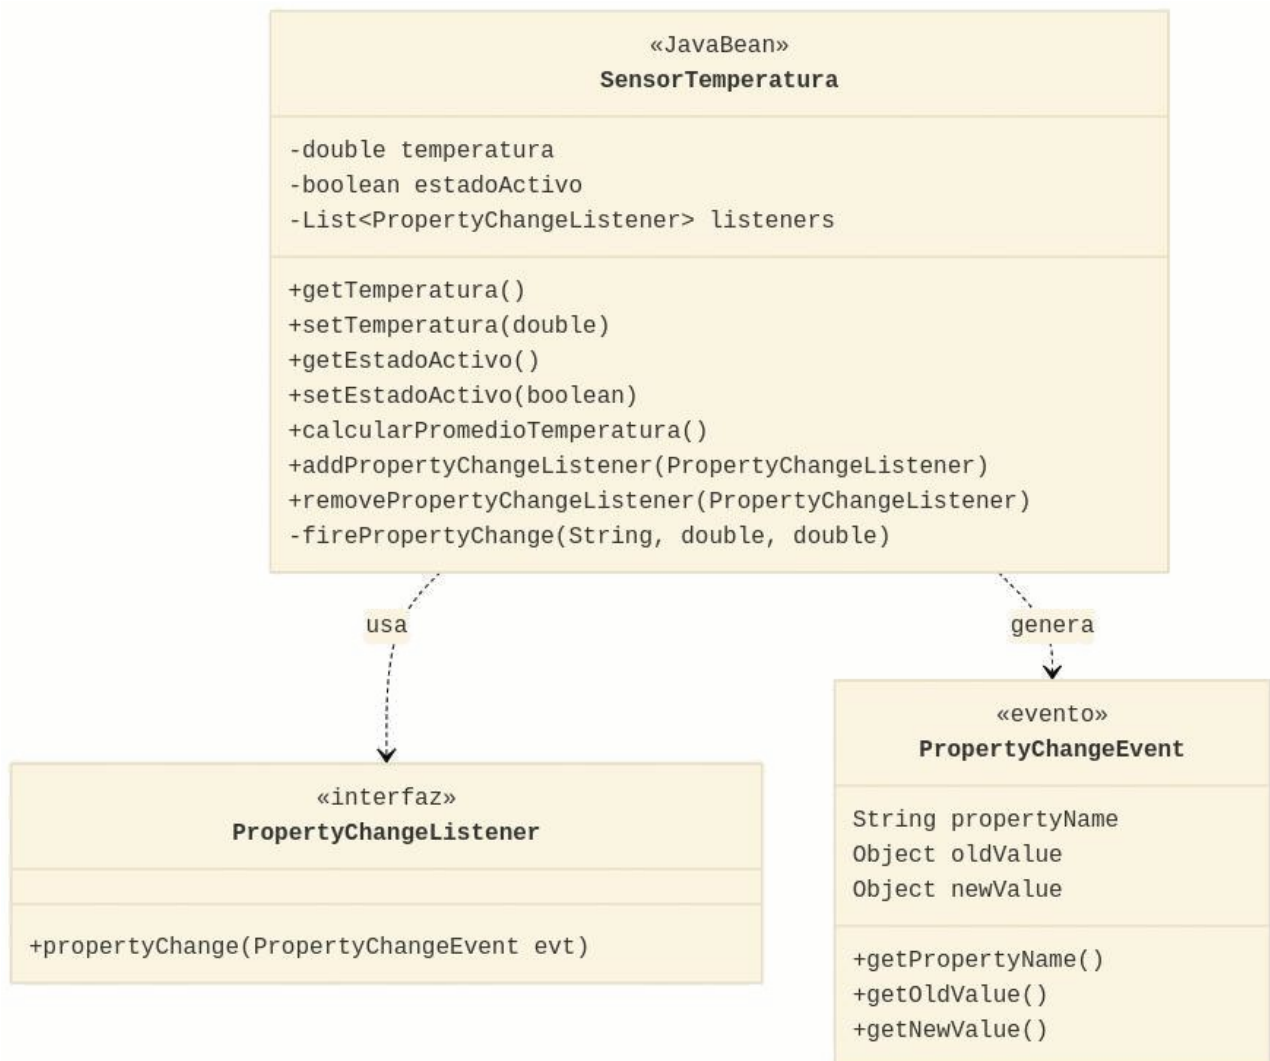 «JavaBean»
SensorTemperatura
-double temperatura
-boolean estadoActivo
-List<PropertyChangeListener> listeners
+getTemperatura()
+setTemperatura(double)
+getEstadoActivo()
+setEstadoActivo(boolean)
+calcularPromedioTemperatura()
+addPropertyChangeListener(PropertyChangeListener)
+removePropertyChangeListener(PropertyChangeListener)
-firePropertyChange(String, double, double)
usa
genera
«interfaz»
PropertyChangeListener
+propertyChange(PropertyChangeEvent evt)
«evento»
PropertyChangeEvent
String propertyName
Object oldValue
Object newValue
+getPropertyName()
+getOldValue()
+getNewValue()